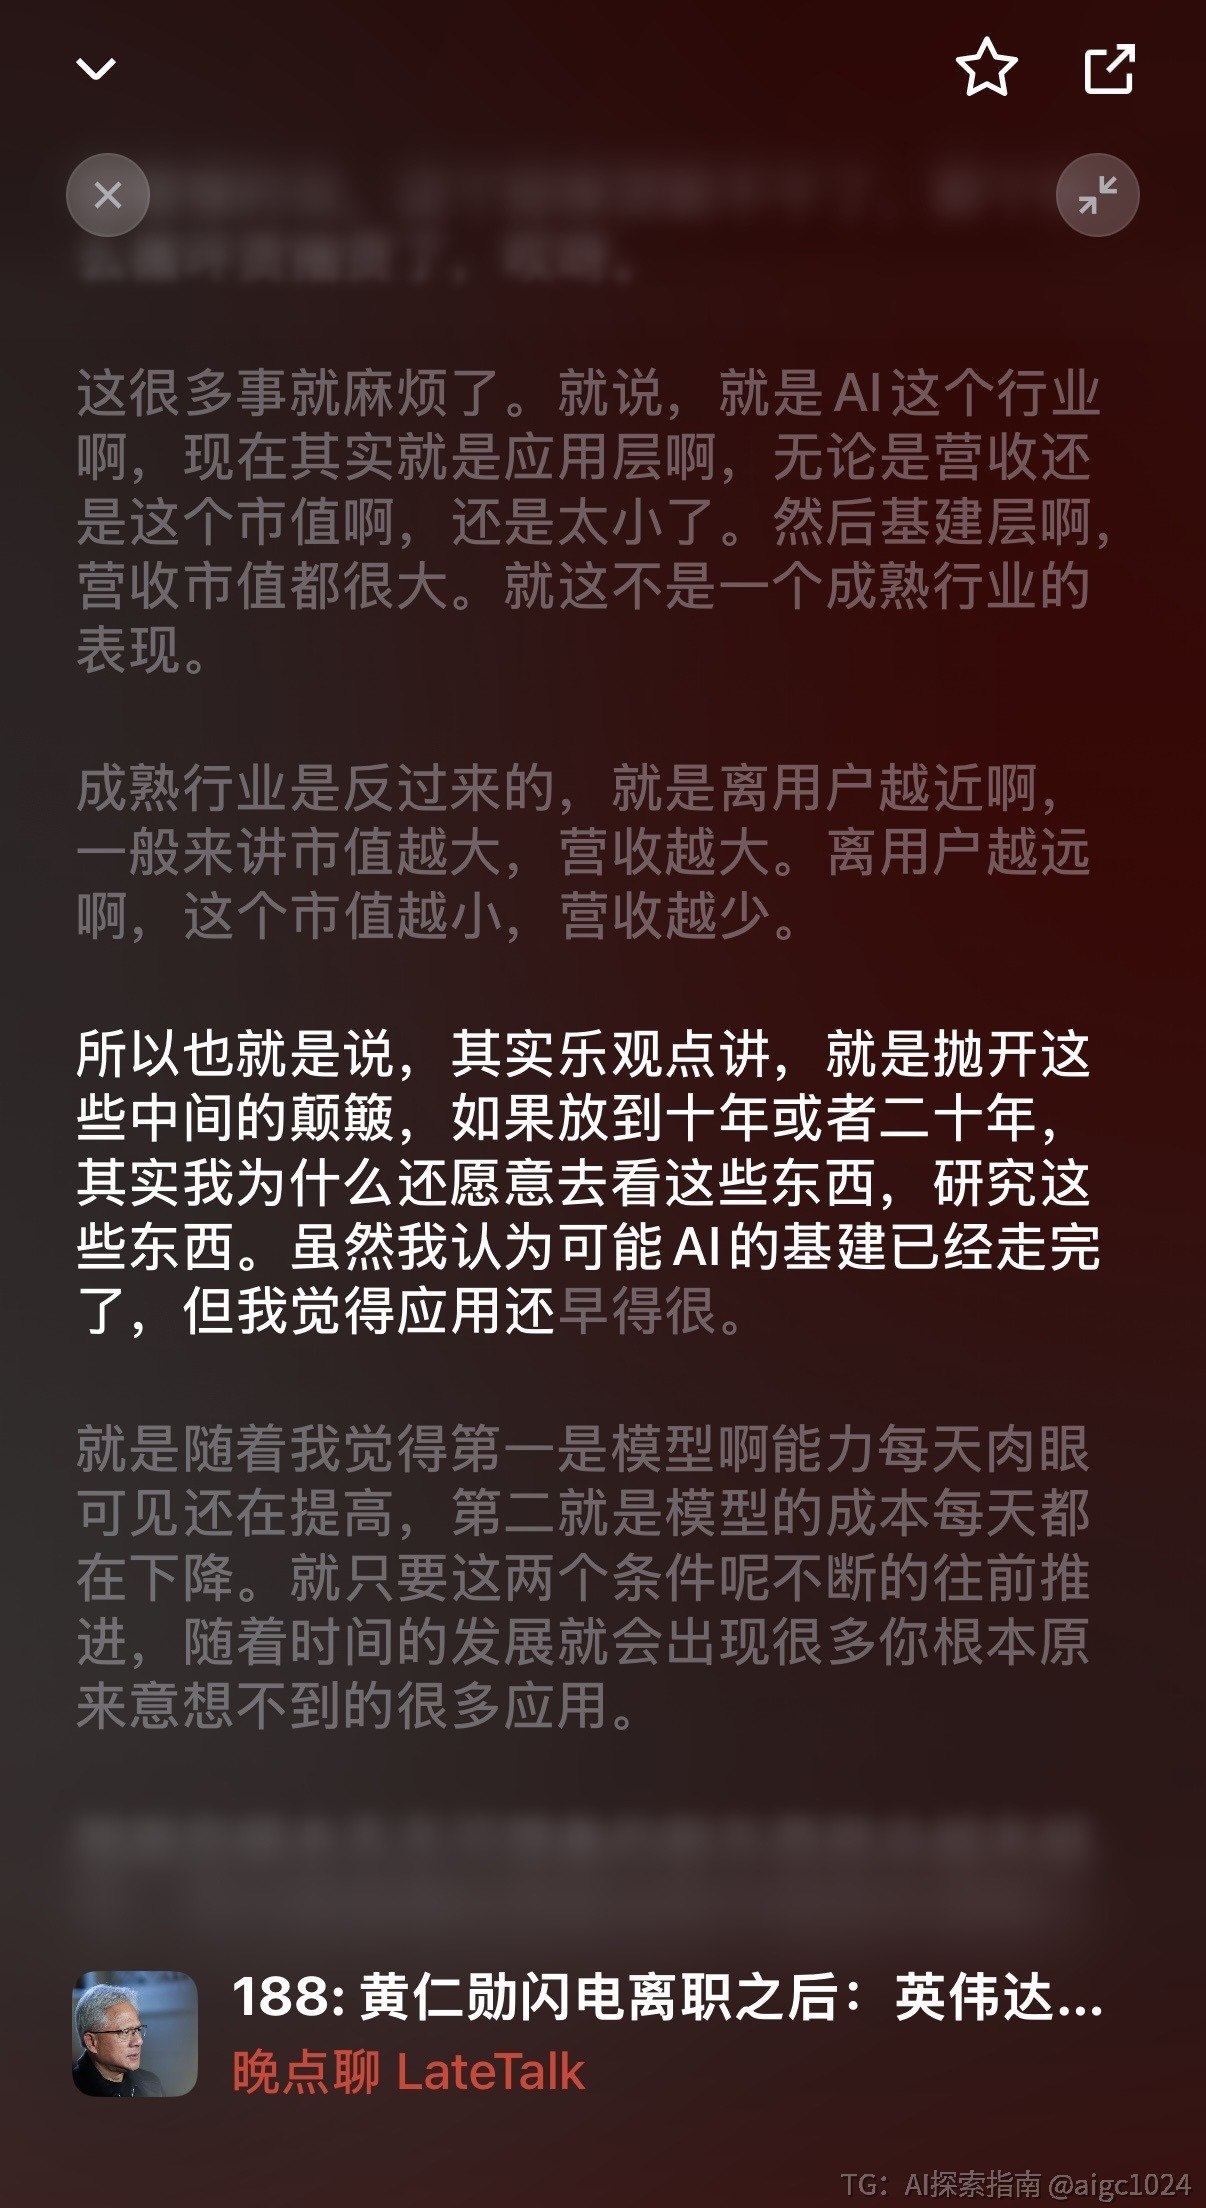 这很多事就麻烦了。就说，就是AI这个行业
啊，现在其实就是应用层啊，无论是营收还
是这个市值啊，还是太小了。然后基建层啊，
营收市值都很大。就这不是一个成熟行业的
表现。
成熟行业是反过来的，就是离用户越近啊，
一般来讲市值越大，营收越大。离用户越远
啊，这个市值越小，营收越少。
所以也就是说，其实乐观点讲，就是抛开这
些中间的颠簸，如果放到十年或者二十年，
其实我为什么还愿意去看这些东西，研究这
些东西。虽然我认为可能AI的基建已经走完
了，但我觉得应用还早得很。
就是随着我觉得第一是模型啊能力每天肉眼
可见还在提高，第二就是模型的成本每天都
在下降。就只要这两个条件呢不断的往前推
进，随着时间的发展就会出现很多你根本原
来意想不到的很多应用。
188: 黄仁勋闪电离职之后：英伟达...
晚点聊 LateTalk
TG：AI探索指南 @aigc1024